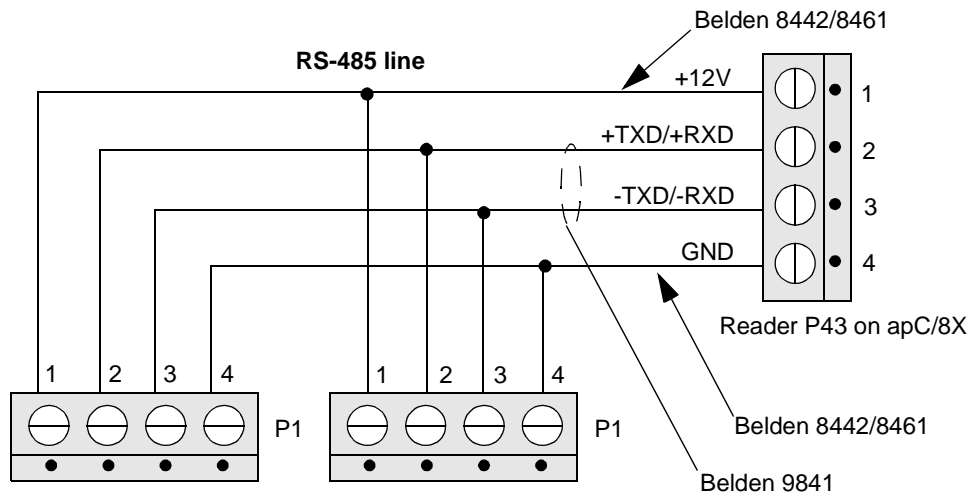 Belden 8442/8461
RS-485 line
+12V
1
+TXD/+RXD
2
-TXD/-RXD
3
GND
4
Reader P43 on apC/8X
1 2 3 4
P1
1 2 3 4
P1
Belden 8442/8461
Belden 9841